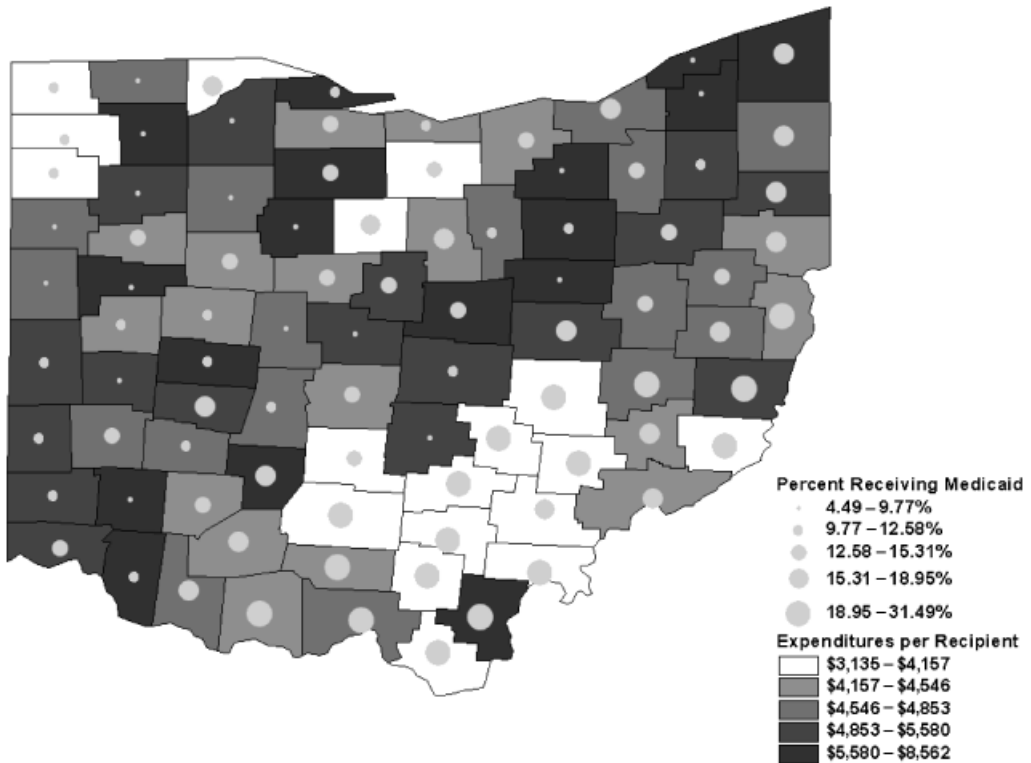 Percent Receiving Medicaid
4.49 – 9.77%
9.77 – 12.58%
12.58 – 15.31%
15.31 – 18.95%
18.95 – 31.49%
Expenditures per Recipient
$3,135 – $4,157
$4,157 – $4,546
$4,546 – $4,853
$4,853 – $5,580
$5,580 – $8,562